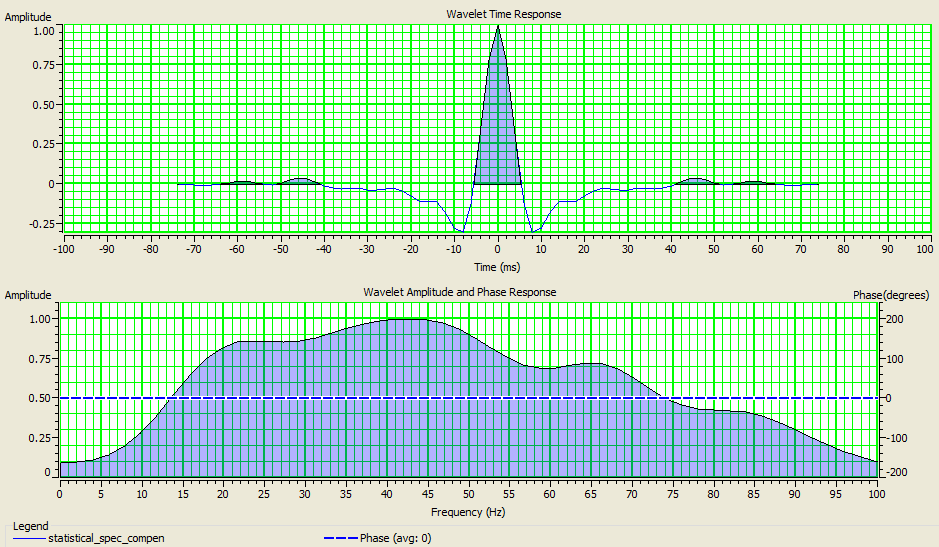 Wavelet Time Response
Amplitude
1.00
0.75
0.50
0.25
0
-0.25
-100 -90 -80 -70 -60 -50 -40 -30 -20 -10 0 10 20 30 40 50 60 70 80 90 100
Time (ms)
Wavelet Amplitude and Phase Response
Amplitude Phase(degrees)
1.00 200
0.75 100
0.50 0
0.25 -100
0 -200
0 5 10 15 20 25 30 35 40 45 50 55 60 65 70 75 80 85 90 95 100
Frequency (Hz)
Legend
statistical_spec_compen Phase (avg: 0)